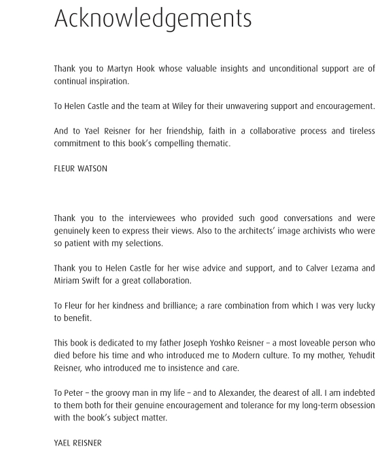 Acknowledgements
Thank you to Martyn Hook whose valuable insights and unconditional support are of
continual inspiration.
To Helen Castle and the team at Wiley for their unwavering support and encouragement.
And to Yael Reisner for her friendship, faith in a collaborative process and tireless
commitment to this book's compelling thematic.
FLEUR WATSON
Thank you to the interviewees who provided such good conversations and were
genuinely keen to express their views. Also to the architects' image archivists who were
so patient with my selections.
Thank you to Helen Castle for her wise advice and support, and to Calver Lezama and
Miriam Swift for a great collaboration.
To Fleur for her kindness and brilliance; a rare combination from which I was very lucky
to benefit.
This book is dedicated to my father Joseph Yoshko Reisner – a most loveable person who
died before his time and who introduced me to Modern culture. To my mother, Yehudit
Reisner, who introduced me to insistence and care.
To Peter – the groovy man in my life – and to Alexander, the dearest of all. I am indebted
to them both for their genuine encouragement and tolerance for my long-term obsession
with the book's subject matter.
YAEL REISNER